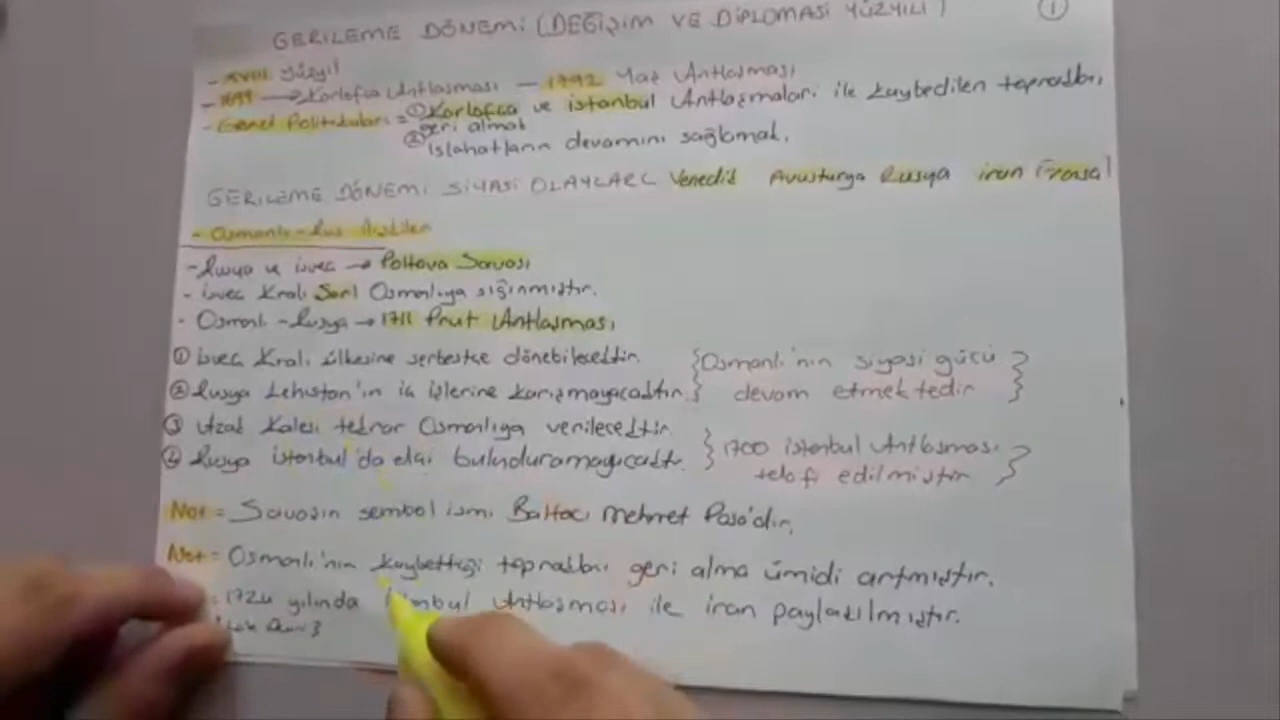 GERİLEME DÖNEMİ (DEĞİŞİM VE DİPLOMASİ YÜZYILI) ①
- XVIII. yüzyıl
- 1699 → Karlofça Antlaşması — 1792 Yaş Antlaşması
- Genel Politikaları = ① Karlofça ve İstanbul Antlaşmaları ile kaybedilen toprakları
geri almak
② Islahatların devamını sağlamak.
GERİLEME DÖNEMİ SİYASİ OLAYLARI Venedik Avusturya Rusya İran Fransa
- Osmanlı - Rus İlişkileri
- Rusya ve İsveç → Poltova Savaşı
- İsveç Kralı Şarl Osmanlıya sığınmıştır.
- Osmanlı - Rusya → 1711 Prut Antlaşması
① İsveç Kralı ülkesine serbestçe dönebilecektir. } Osmanlı'nın siyasi gücü }
② Rusya Lehistan'ın iç işlerine karışmayacaktır. } devam etmektedir }
③ Azak Kalesi tekrar Osmanlıya verilecektir. } 1700 İstanbul Antlaşması
④ Rusya İstanbul'da elçi bulunduramayacaktı. } telafi edilmiştir }
Not = Savaşın sembol ismi Baltacı Mehmet Paşa'dır.
Not = Osmanlı'nın kaybettiği toprakları geri alma ümidi artmıştır.
= 1724 yılında İstanbul Antlaşması ile İran paylaşılmıştır.